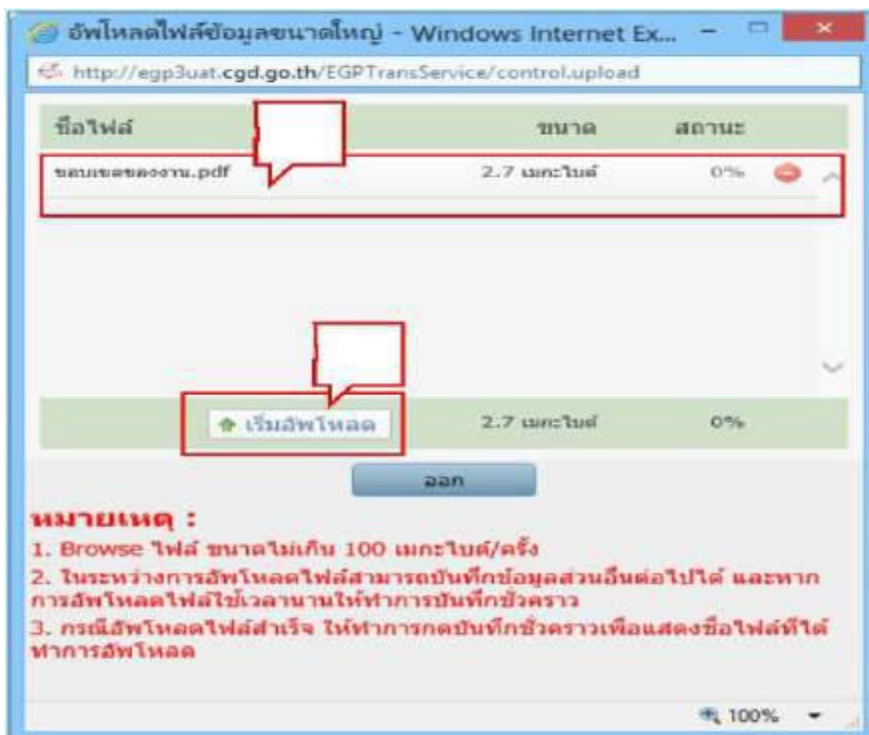 อัพโหลดไฟล์ข้อมูลขนาดใหญ่ - Windows Internet Ex...
http://egp3uat.cgd.go.th/EGPTransService/control.upload
ชื่อไฟล์ ขนาด สถานะ
ขอบเขตของงาน.pdf 2.7 เมกะไบต์ 0%
เริ่มอัพโหลด 2.7 เมกะไบต์ 0%
ออก
หมายเหตุ :
1. Browse ไฟล์ ขนาดไม่เกิน 100 เมกะไบต์/ครั้ง
2. ในระหว่างการอัพโหลดไฟล์สามารถบันทึกข้อมูลส่วนอื่นต่อไปได้ และหาก
การอัพโหลดไฟล์ใช้เวลานานให้ทำการบันทึกชั่วคราว
3. กรณีอัพโหลดไฟล์สำเร็จ ให้ทำการกดบันทึกชั่วคราวเพื่อแสดงชื่อไฟล์ที่ได้
ทำการอัพโหลด
100%